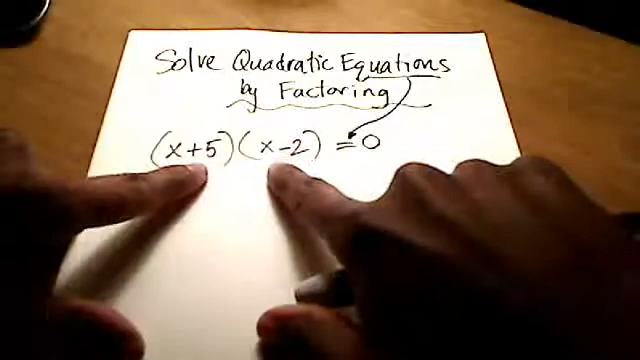 Solve Quadratic Equations
by Factoring
(x+5)(x-2) = 0